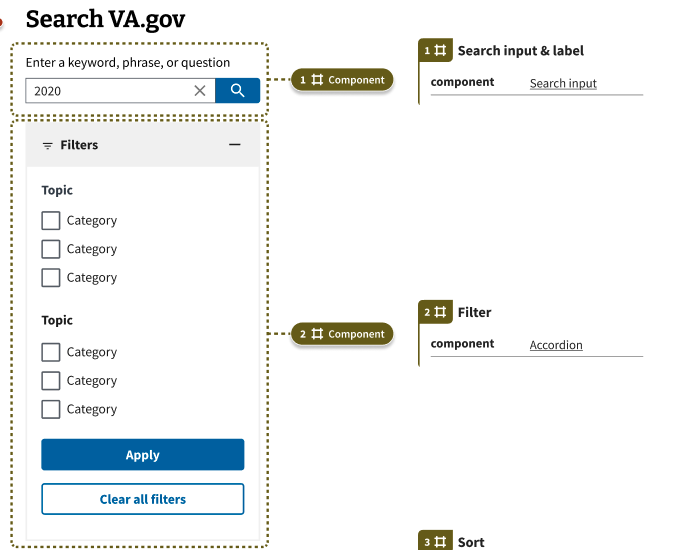 Search VA.gov
Enter a keyword, phrase, or question
2020
Filters
Topic
Category
Category
Category
Topic
Category
Category
Category
Apply
Clear all filters
1 Component
2 Component
1 Search input & label
component Search input
2 Filter
component Accordion
3 Sort